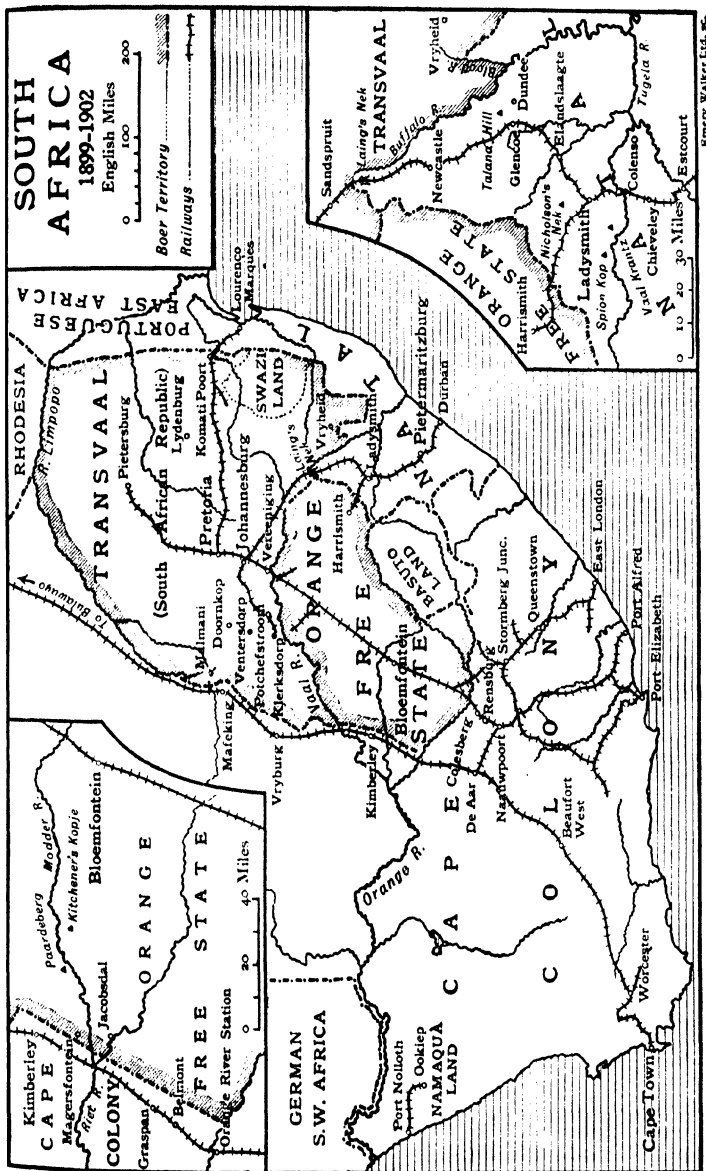 SOUTH
AFRICA
1899-1902
English Miles
0 100 200
Boer Territory
Railways
Kimberley
CAPE
Magersfontein
Riet R.
COLONY
Graspan
Belmont
Orange River Station
Jacobsdal
Paardeberg
Modder R.
Kitchener's Kopje
Bloemfontein
ORANGE
FREE STATE
0 20 40 Miles
RHODESIA
R. Limpopo
To Bulawayo
TRANSVAAL
(South African Republic)
Pietersburg
Lydenburg
Komati Poort
Pretoria
Johannesburg
PORTUGUESE
EAST AFRICA
Lourenco
Marques
SWAZI
LAND
Malmani
Doornkop
Ventersdorp
Potchefstroom
Klerksdorp
Vereeniging
Mafeking
Vryburg
Vaal R.
Laing's
Nek
Vryheid
Ladysmith
Harrismith
ORANGE
FREE
STATE
Bloemfontein
BASUTO
LAND
NATAL
Pietermaritzburg
Durban
Kimberley
Orange R.
GERMAN
S.W. AFRICA
Port Nolloth
Ookiep
NAMAQUA
LAND
CAPE
COLONY
Colesberg
De Aar
Rensburg
Naauwpoort
Stormberg Junc.
Queenstown
Beaufort
West
East London
Port Alfred
Port Elizabeth
Worcester
Cape Town
Sandspruit
Laing's Nek
TRANSVAAL
Vryheid
Blood R.
Buffalo R.
Newcastle
Talana Hill
Dundee
Glencoe
ORANGE
FREE
STATE
Harrismith
Nicholson's
Nek
Elandslaagte
Ladysmith
Spion Kop
Vaal Krantz
Colenso
Tugela R.
Chieveley
Estcourt
NA A
0 10 20 30 Miles
Emery Walker Ltd.